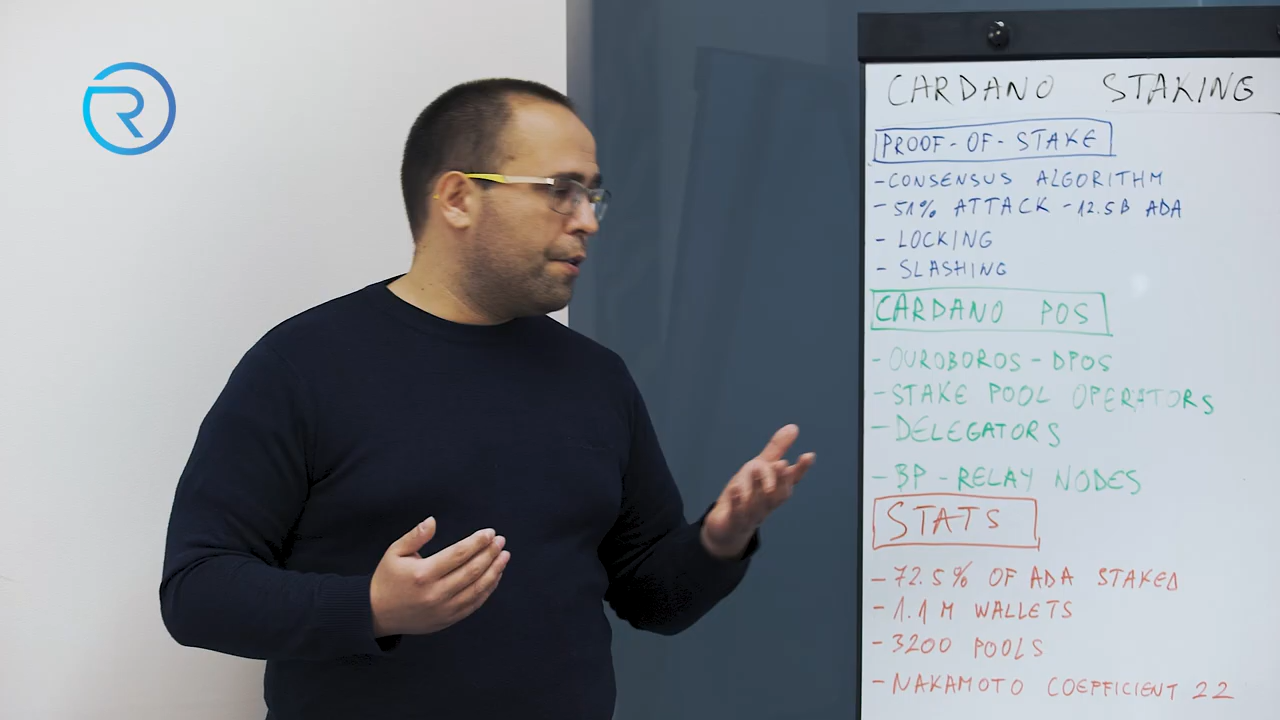 R
CARDANO STAKING
PROOF-OF-STAKE
- CONSENSUS ALGORITHM
- 51% ATTACK - 12.5B ADA
- LOCKING
- SLASHING
CARDANO POS
- OUROBOROS - DPOS
- STAKE POOL OPERATORS
- DELEGATORS
- BP - RELAY NODES
STATS
- 72.5% OF ADA STAKED
- 1.1 M WALLETS
- 3200 POOLS
- NAKAMOTO COEFFICIENT 22